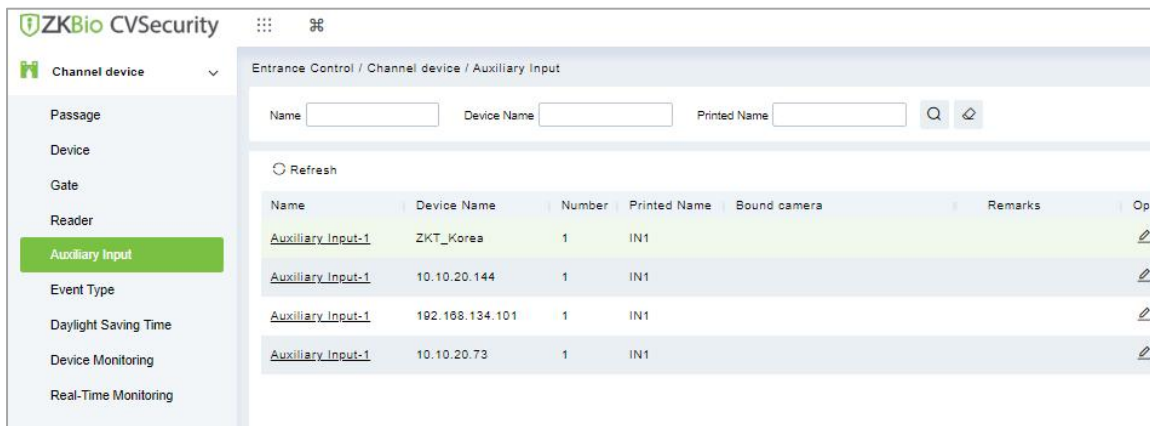 ZKBio CVSecurity
Channel device
Entrance Control / Channel device / Auxiliary Input
Passage
Device
Gate
Reader
Auxiliary Input
Event Type
Daylight Saving Time
Device Monitoring
Real-Time Monitoring
Name Device Name Printed Name
Refresh
Name Device Name Number Printed Name Bound camera Remarks Op
Auxiliary Input-1 ZKT_Korea 1 IN1
Auxiliary Input-1 10.10.20.144 1 IN1
Auxiliary Input-1 192.168.134.101 1 IN1
Auxiliary Input-1 10.10.20.73 1 IN1